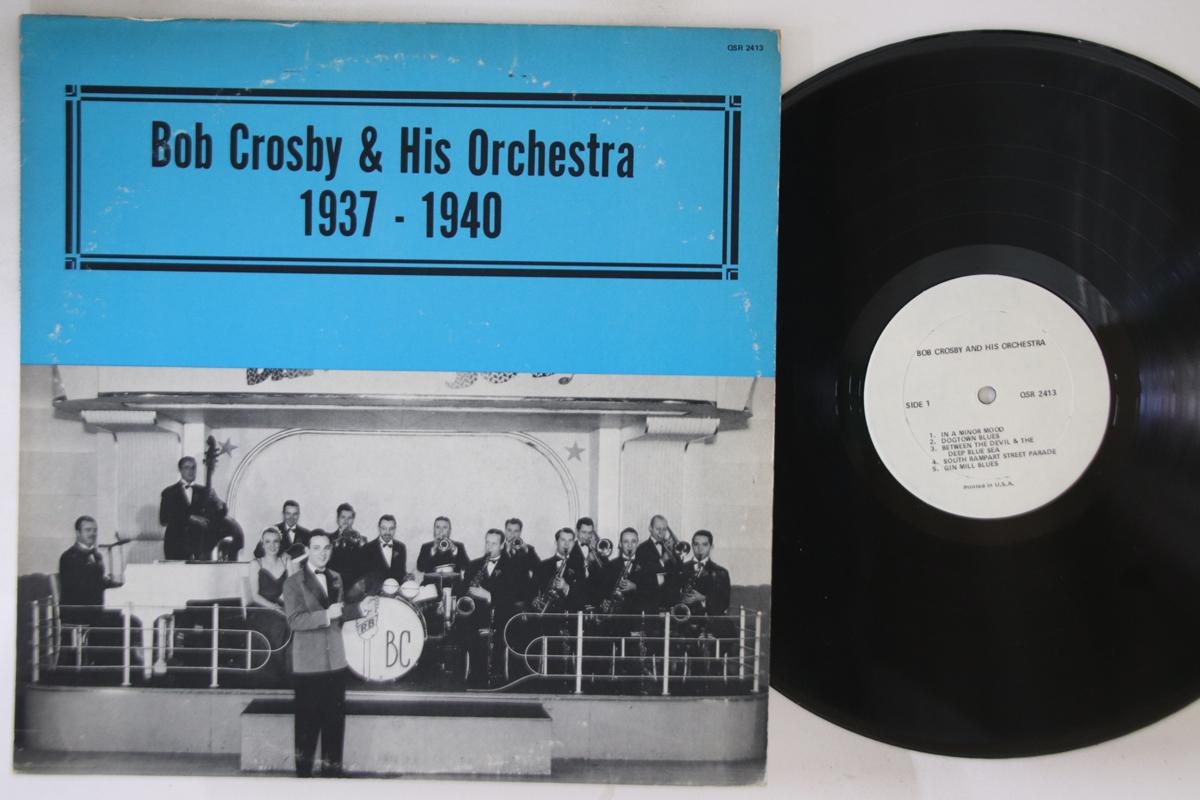 OSR 2413
Bob Crosby & His Orchestra
1937 - 1940
BB
BC
BOB CROSBY AND HIS ORCHESTRA
SIDE 1
OSR 2413
1. IN A MINOR MOOD
2. DOGTOWN BLUES
3. BETWEEN THE DEVIL & THE
DEEP BLUE SEA
4. SOUTH RAMPART STREET PARADE
5. GIN MILL BLUES
Printed in U.S.A.